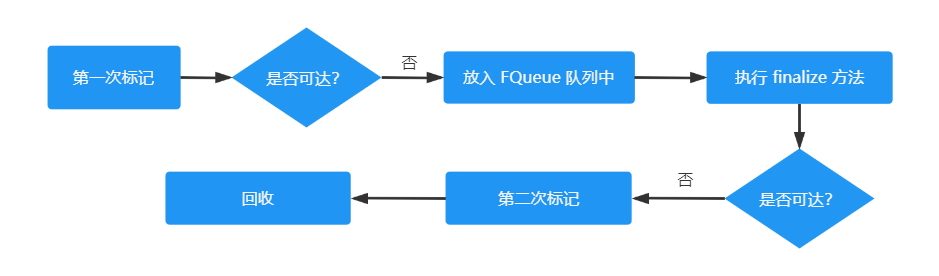 第一次标记
是否可达?
否
放入 FQueue 队列中
执行 finalize 方法
是否可达?
否
第二次标记
回收